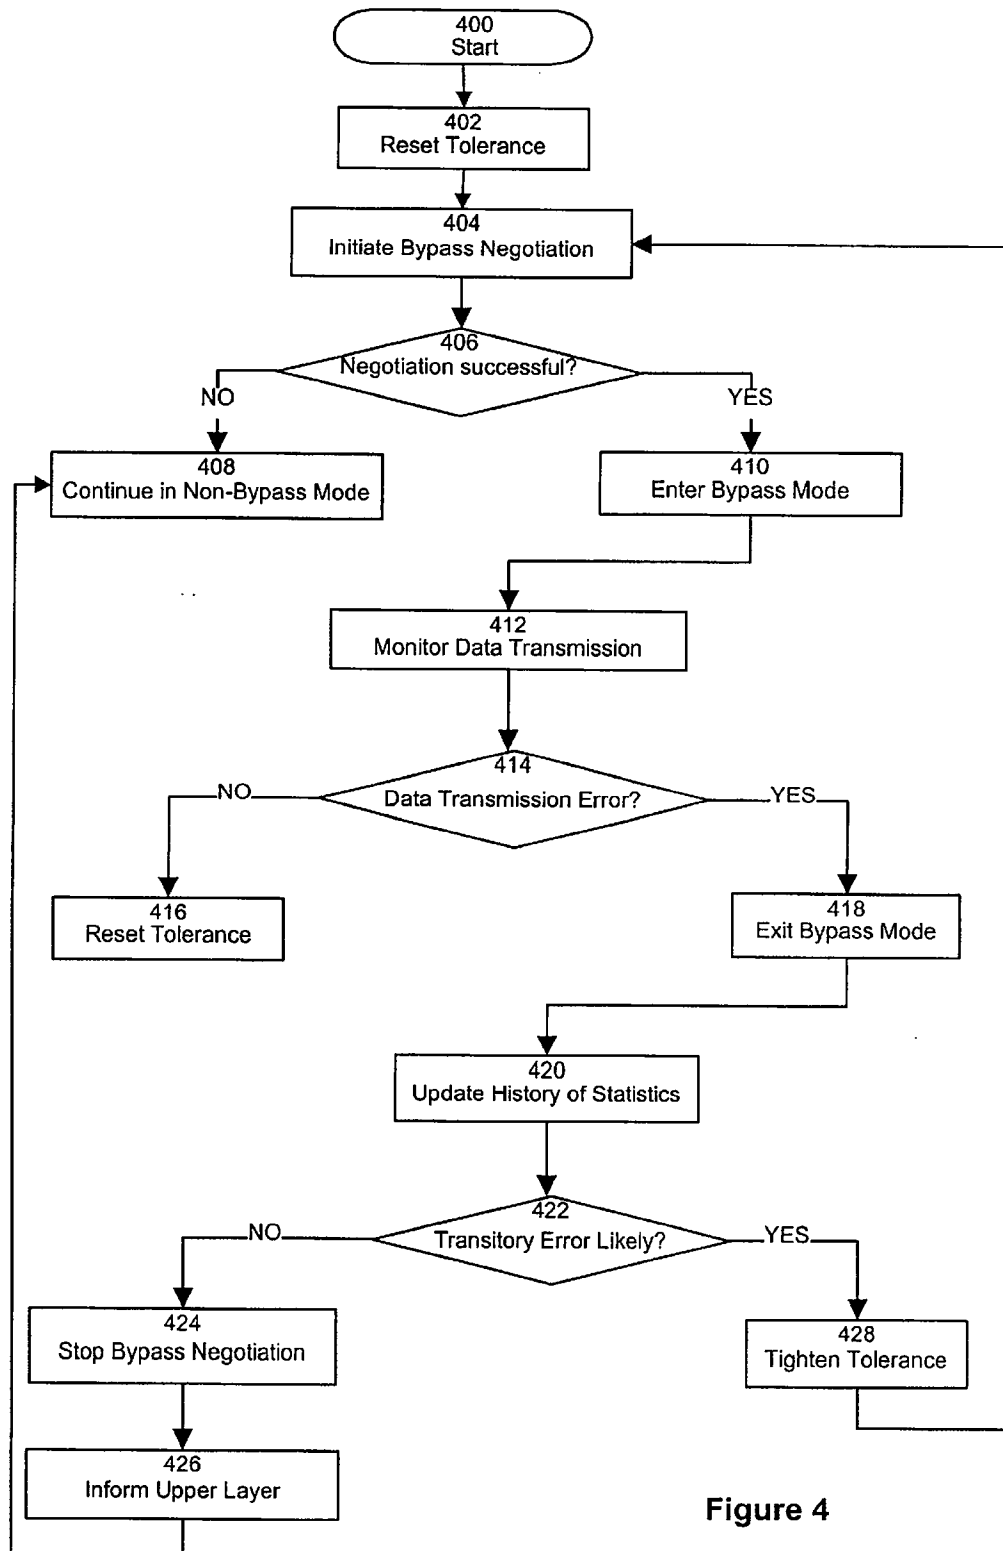 400
Start
402
Reset Tolerance
404
Initiate Bypass Negotiation
406
Negotiation successful?
NO
YES
408
Continue in Non-Bypass Mode
410
Enter Bypass Mode
412
Monitor Data Transmission
414
Data Transmission Error?
NO
YES
416
Reset Tolerance
418
Exit Bypass Mode
420
Update History of Statistics
422
Transitory Error Likely?
NO
YES
424
Stop Bypass Negotiation
428
Tighten Tolerance
426
Inform Upper Layer
Figure 4